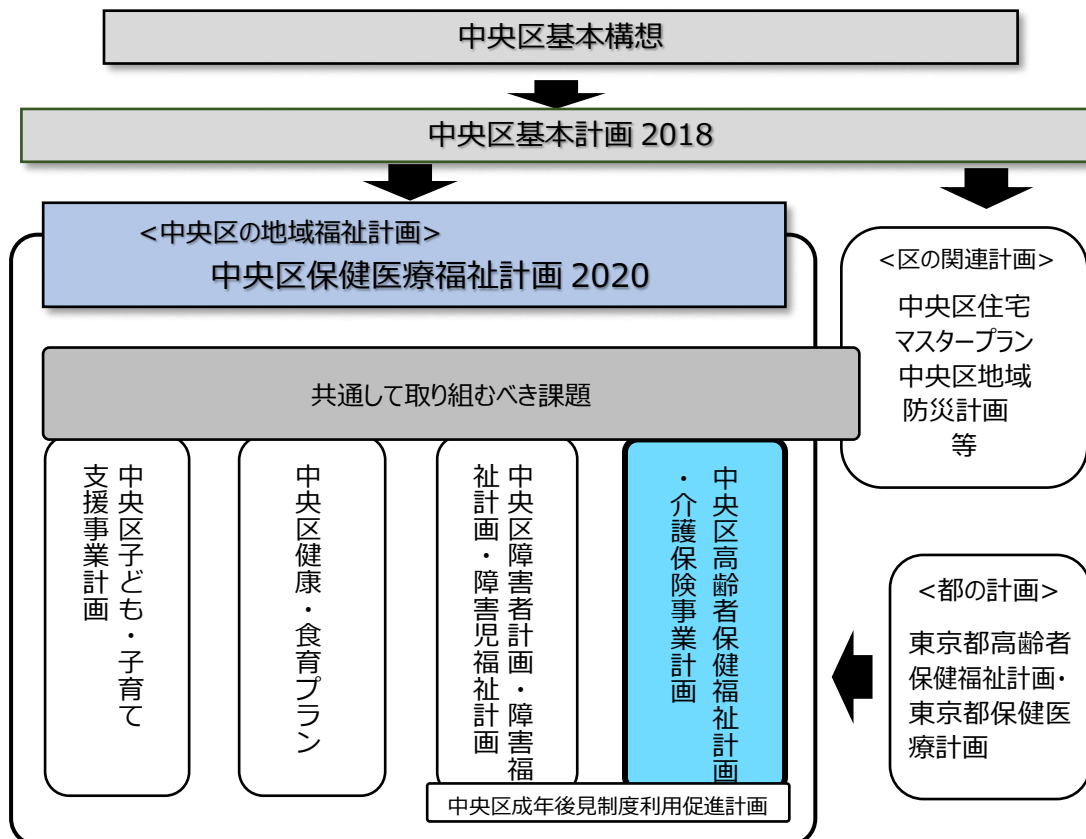 中央区基本構想
中央区基本計画 2018
<中央区の地域福祉計画>
中央区保健医療福祉計画 2020
共通して取り組むべき課題
中央区子ども・子育て
支援事業計画
中央区健康・食育プラン
中央区障害者計画・障害福
祉計画・障害児福祉計画
中央区高齢者保健福祉計画
・介護保険事業計画
中央区成年後見制度利用促進計画
<区の関連計画>
中央区住宅
マスタープラン
中央区地域
防災計画
等
<都の計画>
東京都高齢者
保健福祉計画・
東京都保健医
療計画